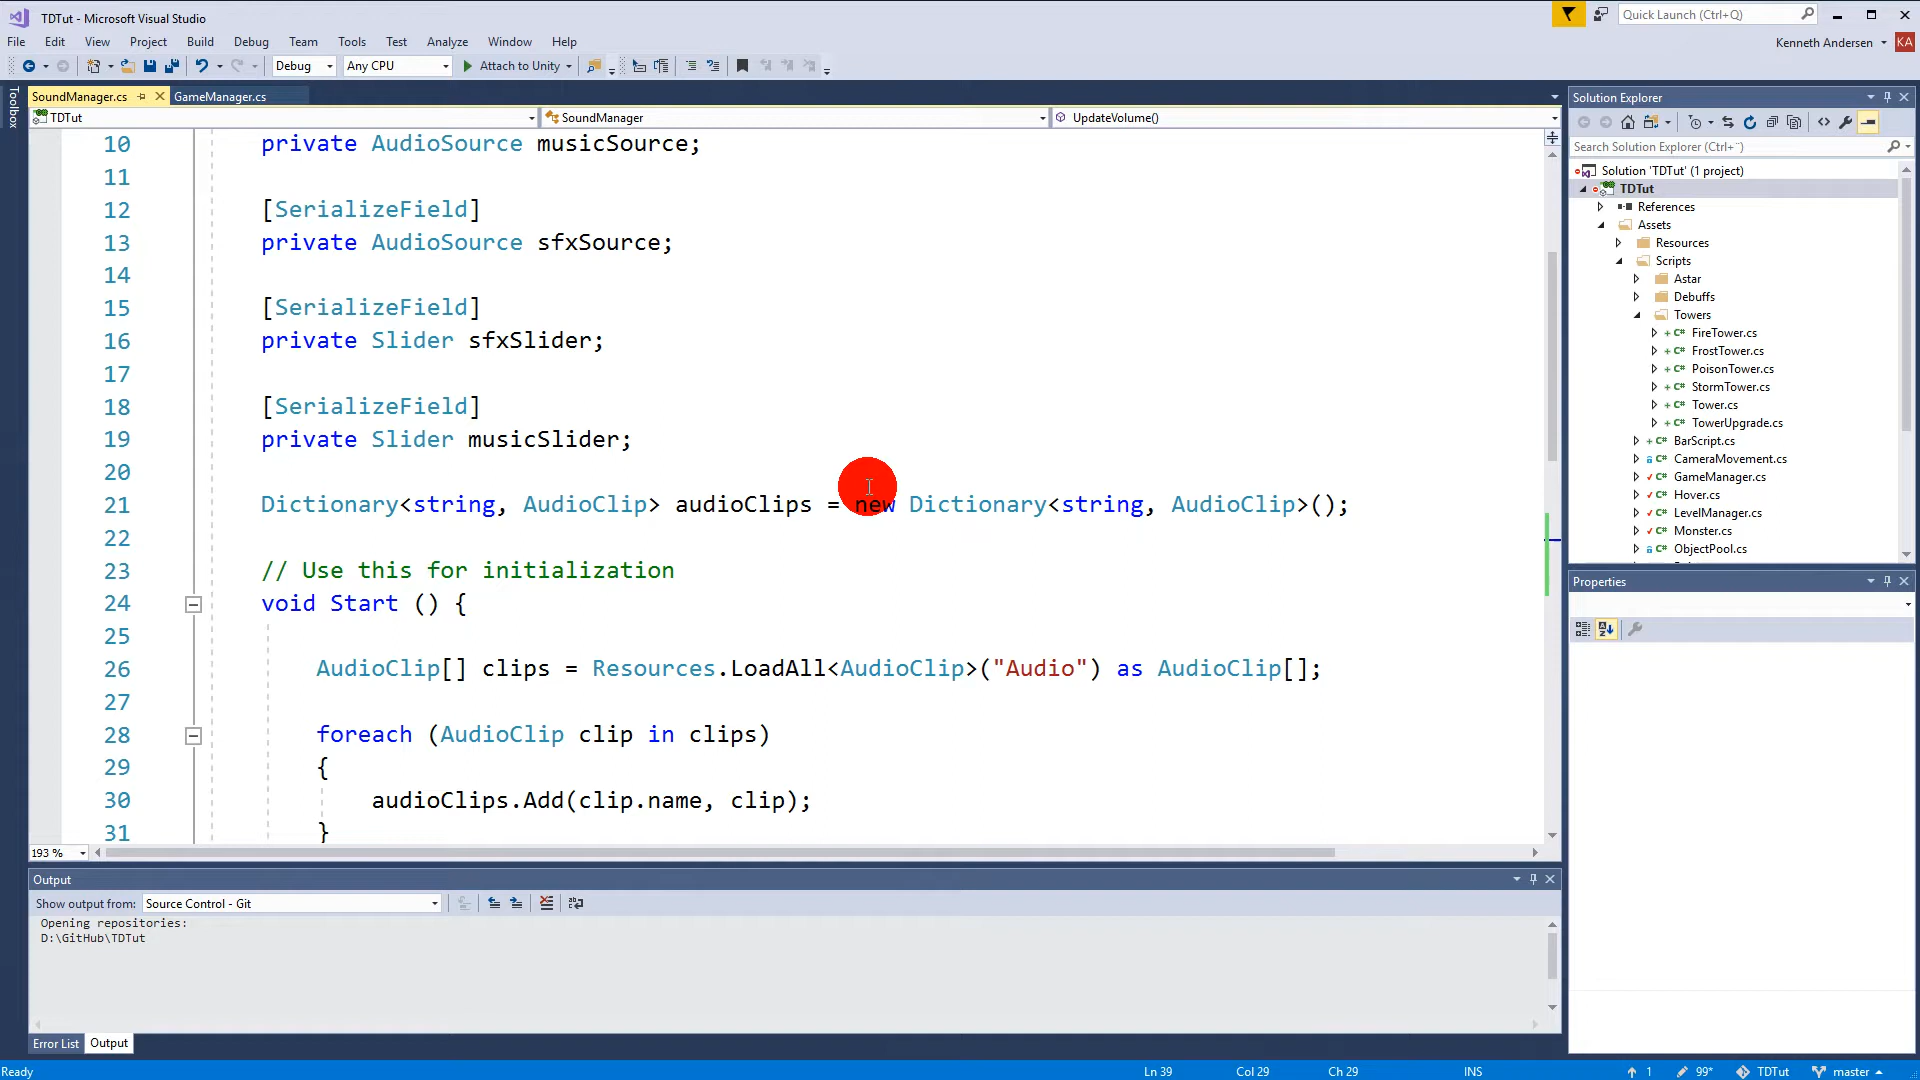 TDTut - Microsoft Visual Studio
Quick Launch (Ctrl+Q)
File Edit View Project Build Debug Team Tools Test Analyze Window Help
Kenneth Andersen KA
Debug Any CPU Attach to Unity
Toolbox
SoundManager.cs GameManager.cs
TDTut SoundManager UpdateVolume()
10 private AudioSource musicSource;
11
12 [SerializeField]
13 private AudioSource sfxSource;
14
15 [SerializeField]
16 private Slider sfxSlider;
17
18 [SerializeField]
19 private Slider musicSlider;
20
21 Dictionary<string, AudioClip> audioClips = new Dictionary<string, AudioClip>();
22
23 // Use this for initialization
24 void Start () {
25
26 AudioClip[] clips = Resources.LoadAll<AudioClip>("Audio") as AudioClip[];
27
28 foreach (AudioClip clip in clips)
29 {
30 audioClips.Add(clip.name, clip);
31 }
193 %
Solution Explorer
Search Solution Explorer (Ctrl+¨)
Solution 'TDTut' (1 project)
TDTut
References
Assets
Resources
Scripts
Astar
Debuffs
Towers
C# FireTower.cs
C# FrostTower.cs
C# PoisonTower.cs
C# StormTower.cs
C# Tower.cs
C# TowerUpgrade.cs
C# BarScript.cs
C# CameraMovement.cs
C# GameManager.cs
C# Hover.cs
C# LevelManager.cs
C# Monster.cs
C# ObjectPool.cs
Properties
Output
Show output from: Source Control - Git
Opening repositories:
D:\GitHub\TDTut
Error List Output
Ready Ln 39 Col 29 Ch 29 INS 1 99* TDTut master